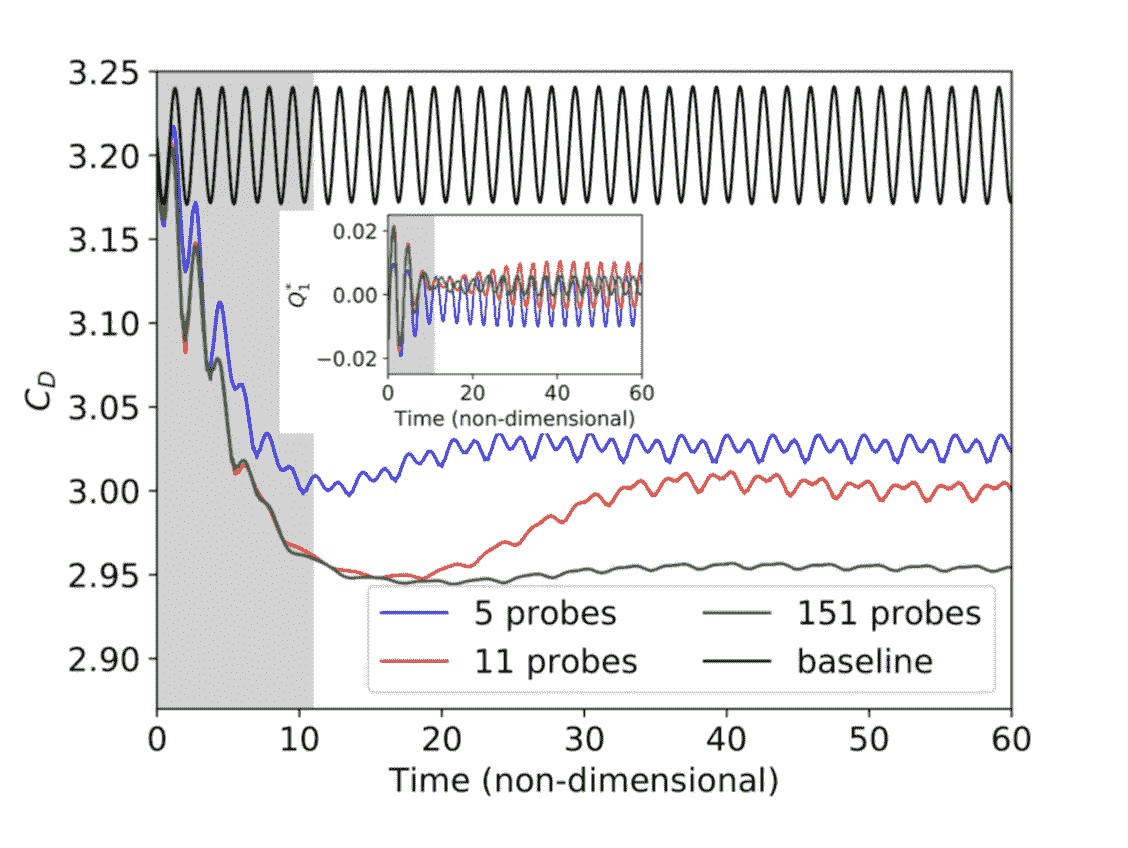 3.25
3.20
3.15
3.10
3.05
3.00
2.95
2.90
C_D
0 10 20 30 40 50 60
Time (non-dimensional)
0.02
0.00
−0.02
Q_1^*
0 20 40 60
Time (non-dimensional)
5 probes 151 probes
11 probes baseline